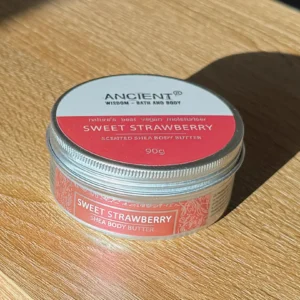 ANCIENT®
WISDOM - BATH AND BODY
nature's best vegan moisturiser
SWEET STRAWBERRY
SCENTED SHEA BODY BUTTER
90g
SWEET STRAWBERRY
SHEA BODY BUTTER